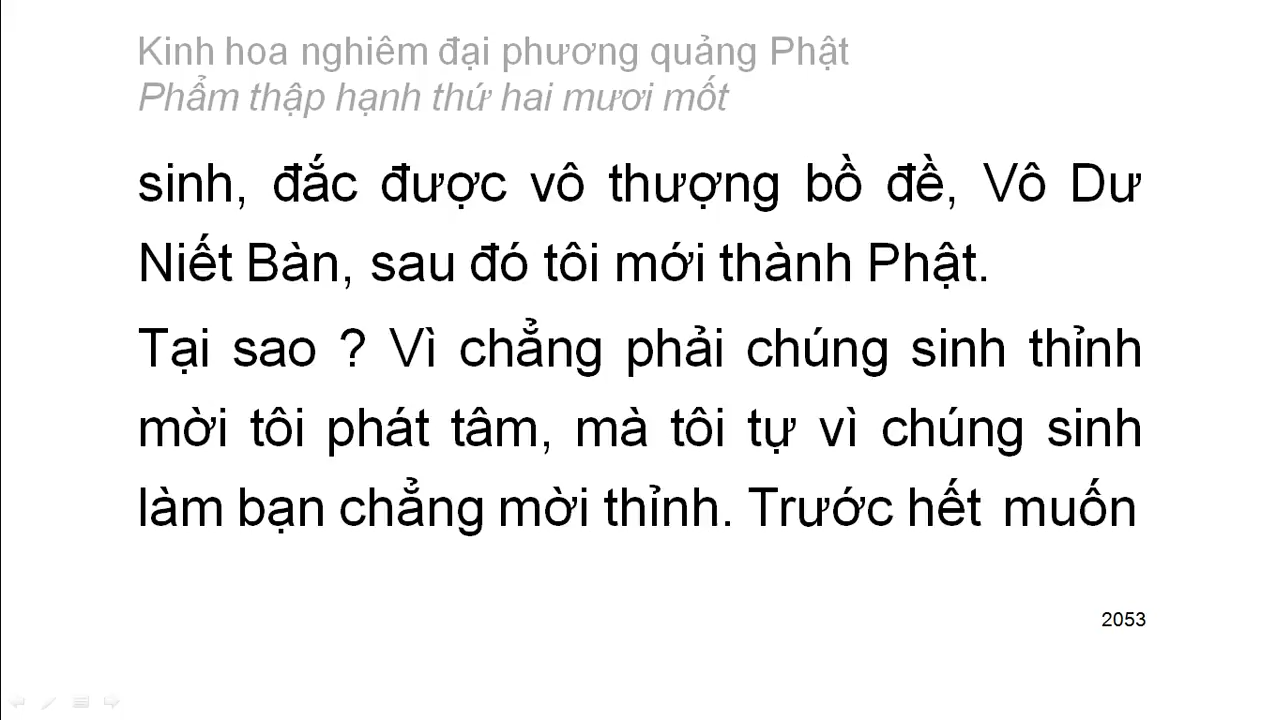 Kinh hoa nghiêm đại phương quảng Phật
Phẩm thập hạnh thứ hai mươi mốt
sinh, đắc được vô thượng bồ đề, Vô Dư
Niết Bàn, sau đó tôi mới thành Phật.
Tại sao ? Vì chẳng phải chúng sinh thỉnh
mời tôi phát tâm, mà tôi tự vì chúng sinh
làm bạn chẳng mời thỉnh. Trước hết muốn
2053